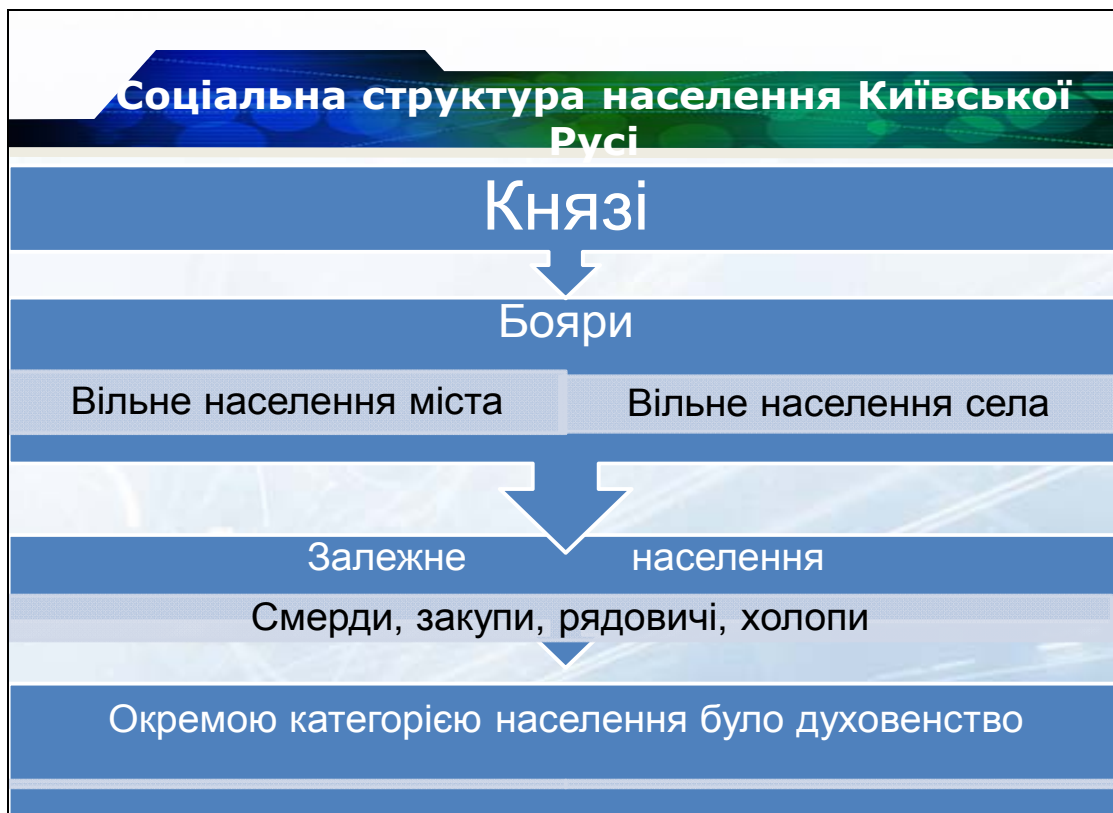 Соціальна структура населення Київської
Русі
Князі
Бояри
Вільне населення міста
Вільне населення села
Залежне населення
Смерди, закупи, рядовичі, холопи
Окремою категорією населення було духовенство